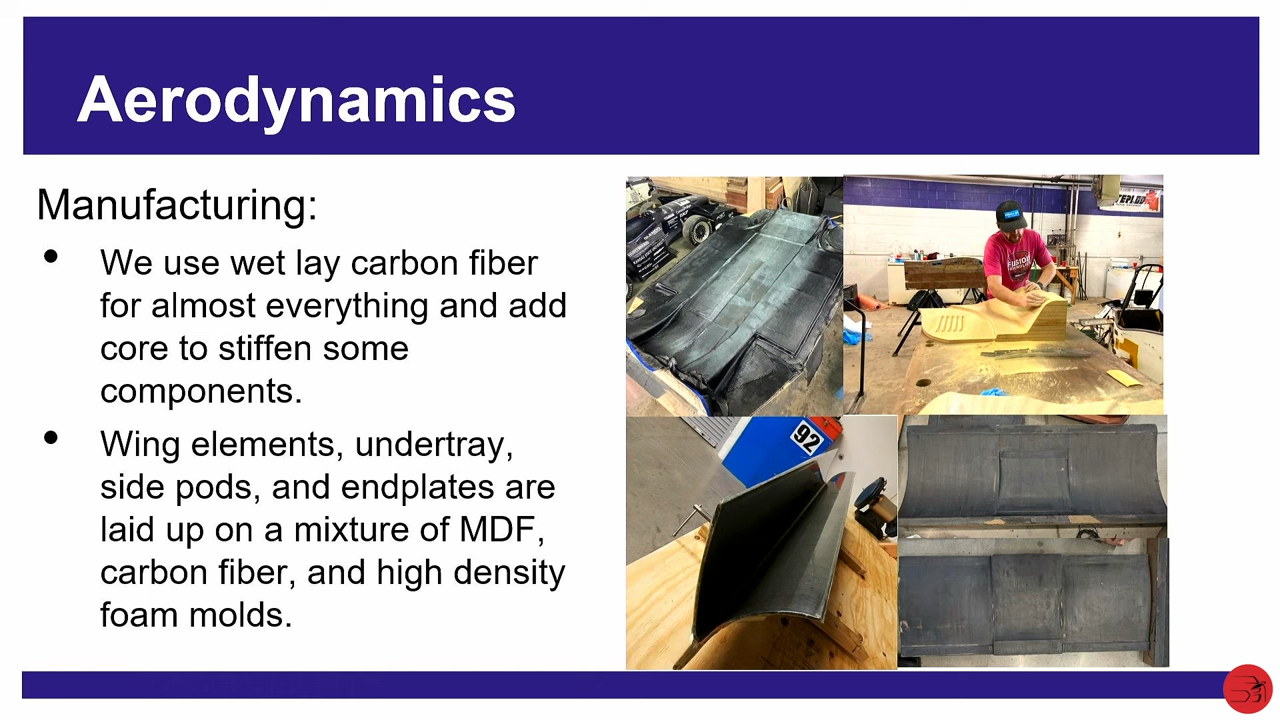 Aerodynamics
Manufacturing:
• We use wet lay carbon fiber
for almost everything and add
core to stiffen some
components.
• Wing elements, undertray,
side pods, and endplates are
laid up on a mixture of MDF,
carbon fiber, and high density
foam molds.
92